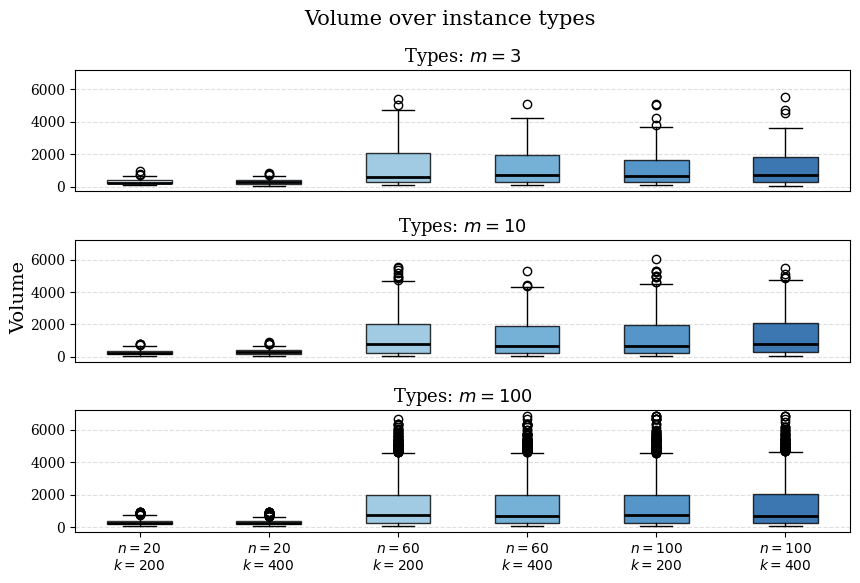 Volume over instance types
Types: m = 3
6000
4000
2000
0
Types: m = 10
6000
4000
2000
0
Volume
Types: m = 100
6000
4000
2000
0
n = 20 n = 20 n = 60 n = 60 n = 100 n = 100
k = 200 k = 400 k = 200 k = 400 k = 200 k = 400